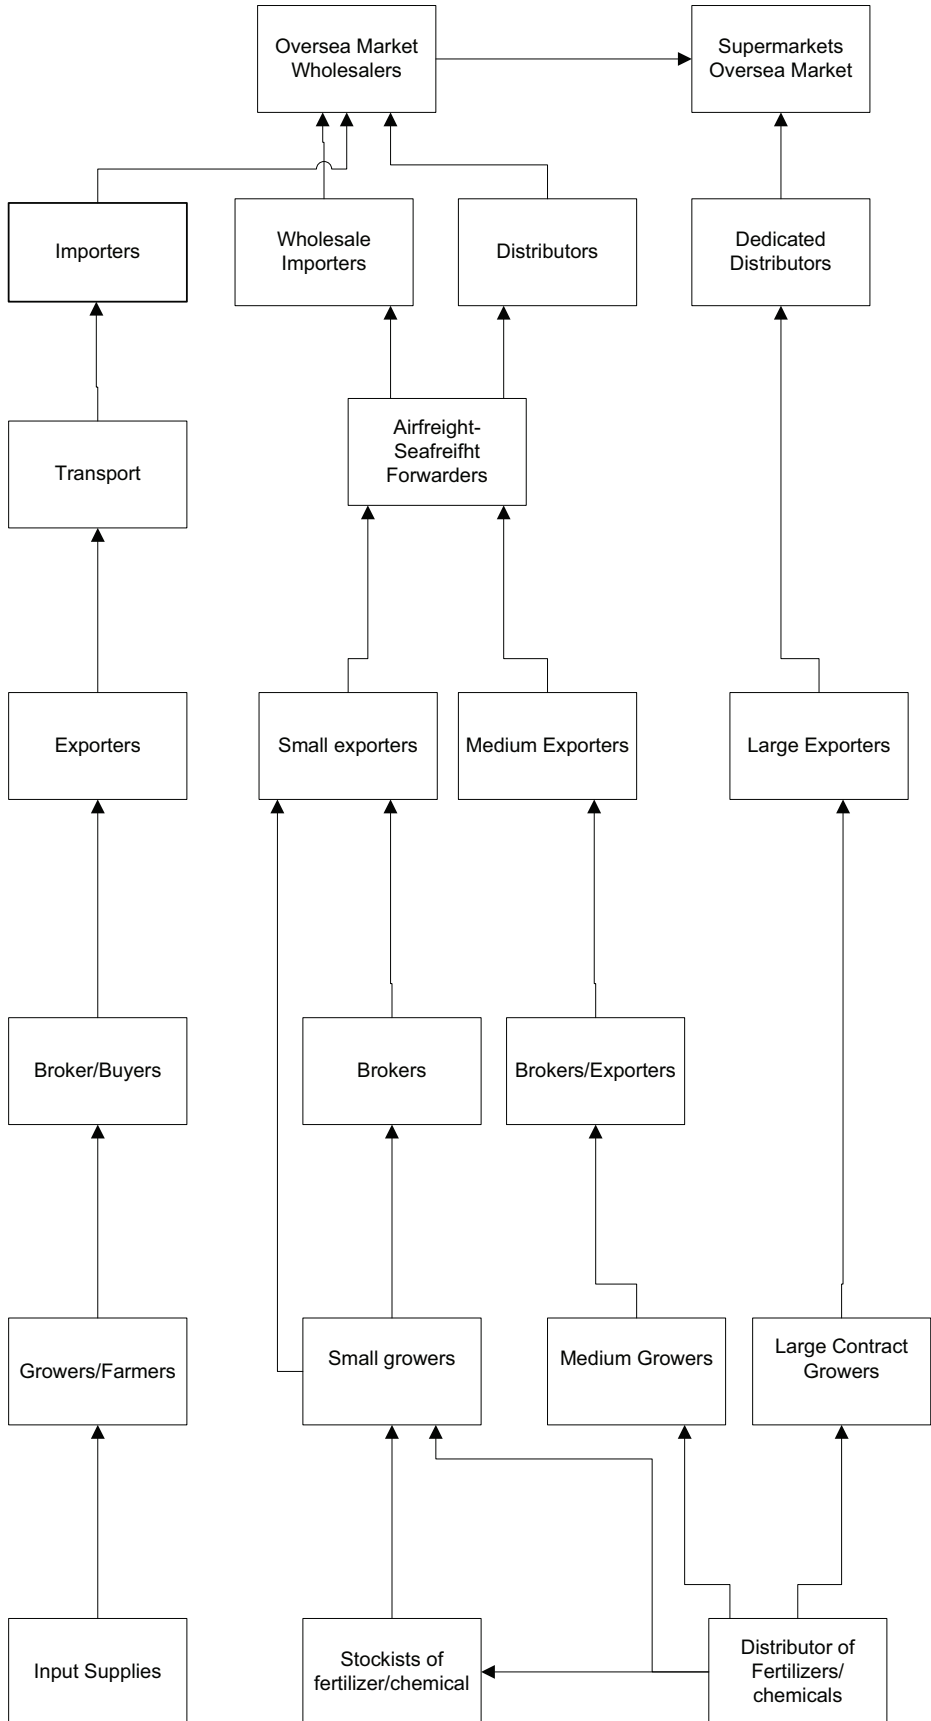 Oversea Market
Wholesalers
Supermarkets
Oversea Market
Importers
Wholesale
Importers
Distributors
Dedicated
Distributors
Airfreight-
Seafreifht
Forwarders
Transport
Exporters
Small exporters
Medium Exporters
Large Exporters
Broker/Buyers
Brokers
Brokers/Exporters
Growers/Farmers
Small growers
Medium Growers
Large Contract
Growers
Input Supplies
Stockists of
fertilizer/chemical
Distributor of
Fertilizers/
chemicals